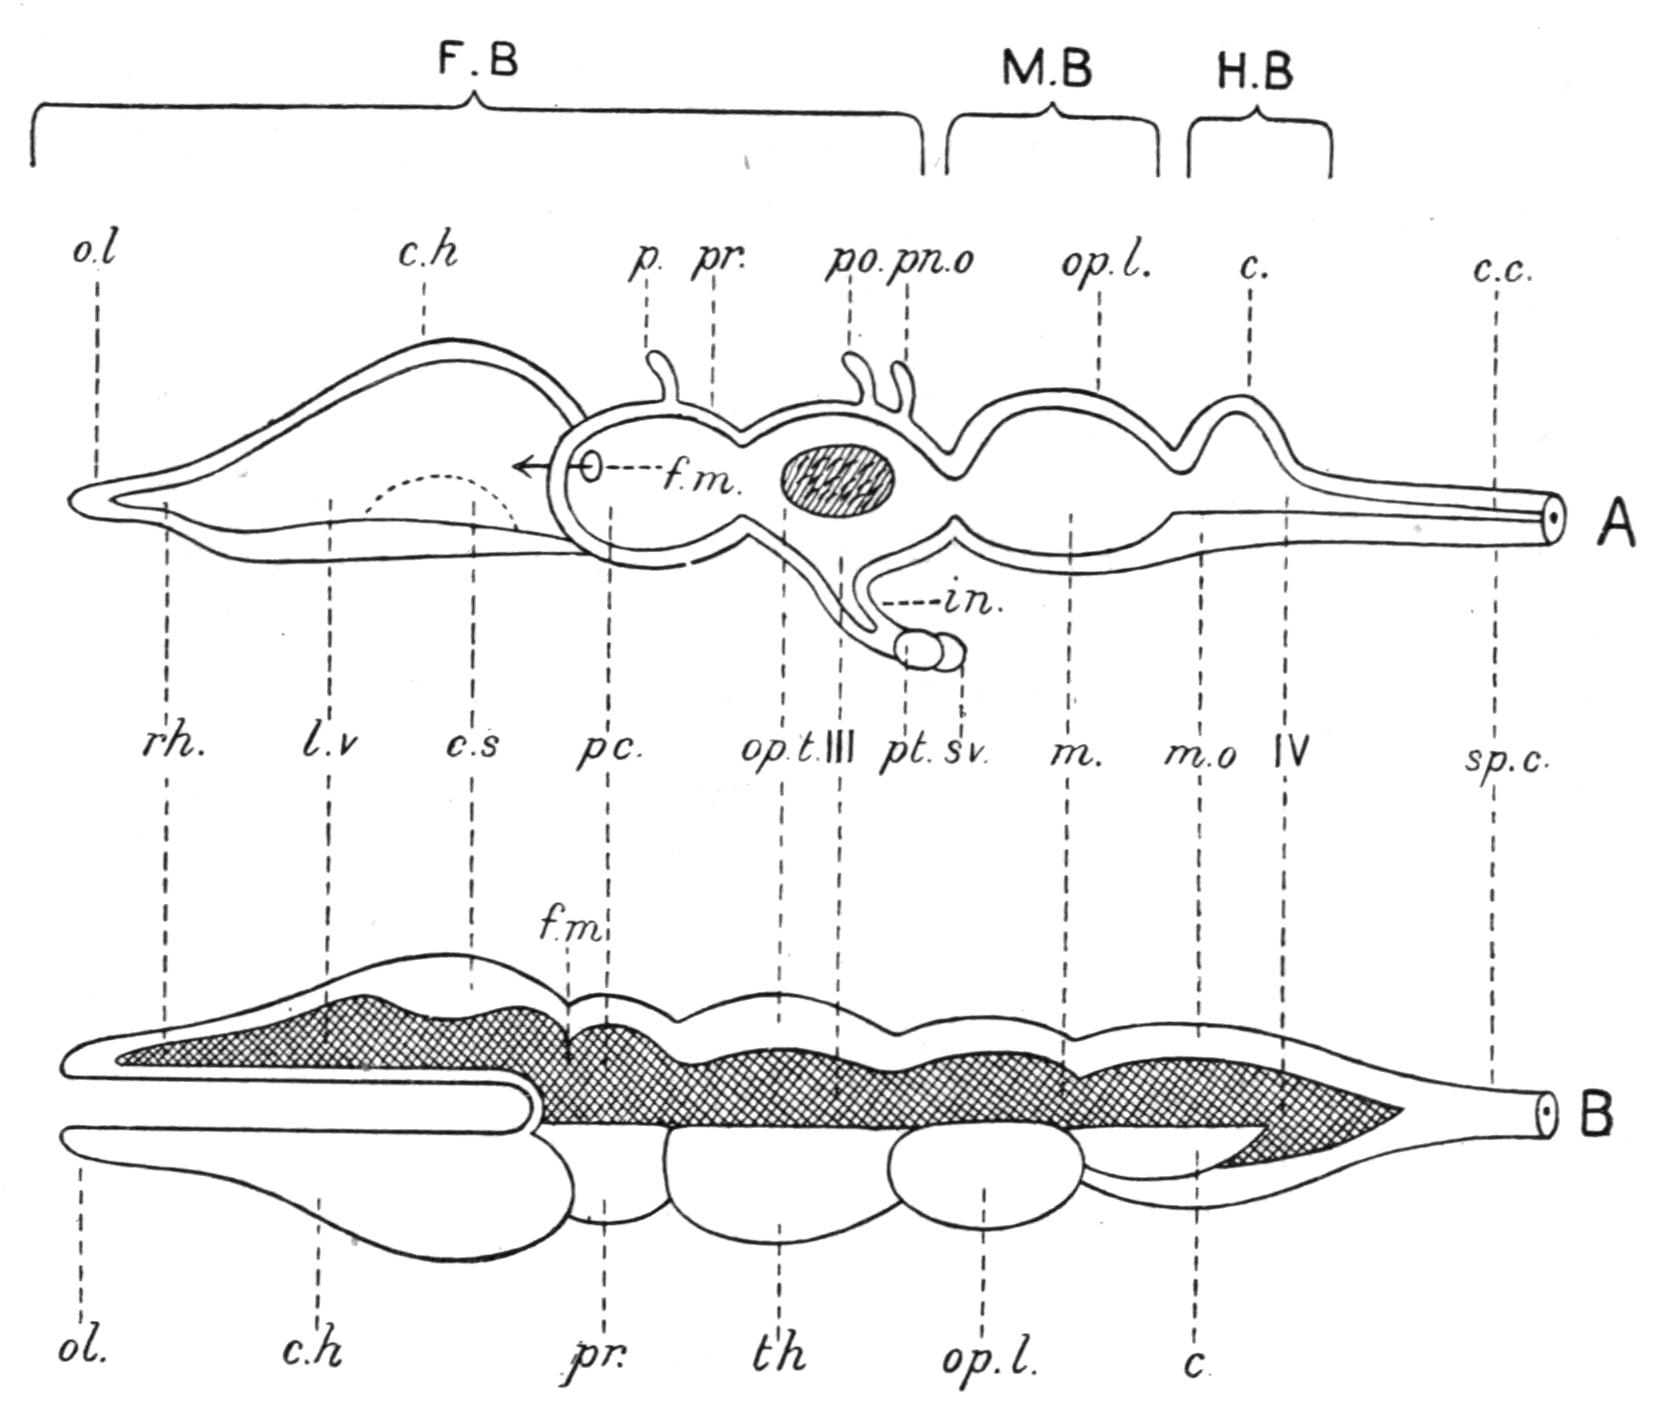 F.B M.B H.B
o.l c.h p. pr. po. pn.o op.l. c. c.c.
f.m.
A
in.
rh. l.v c.s pc. op.t. III pt. sv. m. m.o IV sp.c.
f.m
B
ol. c.h pr. th op.l. c.